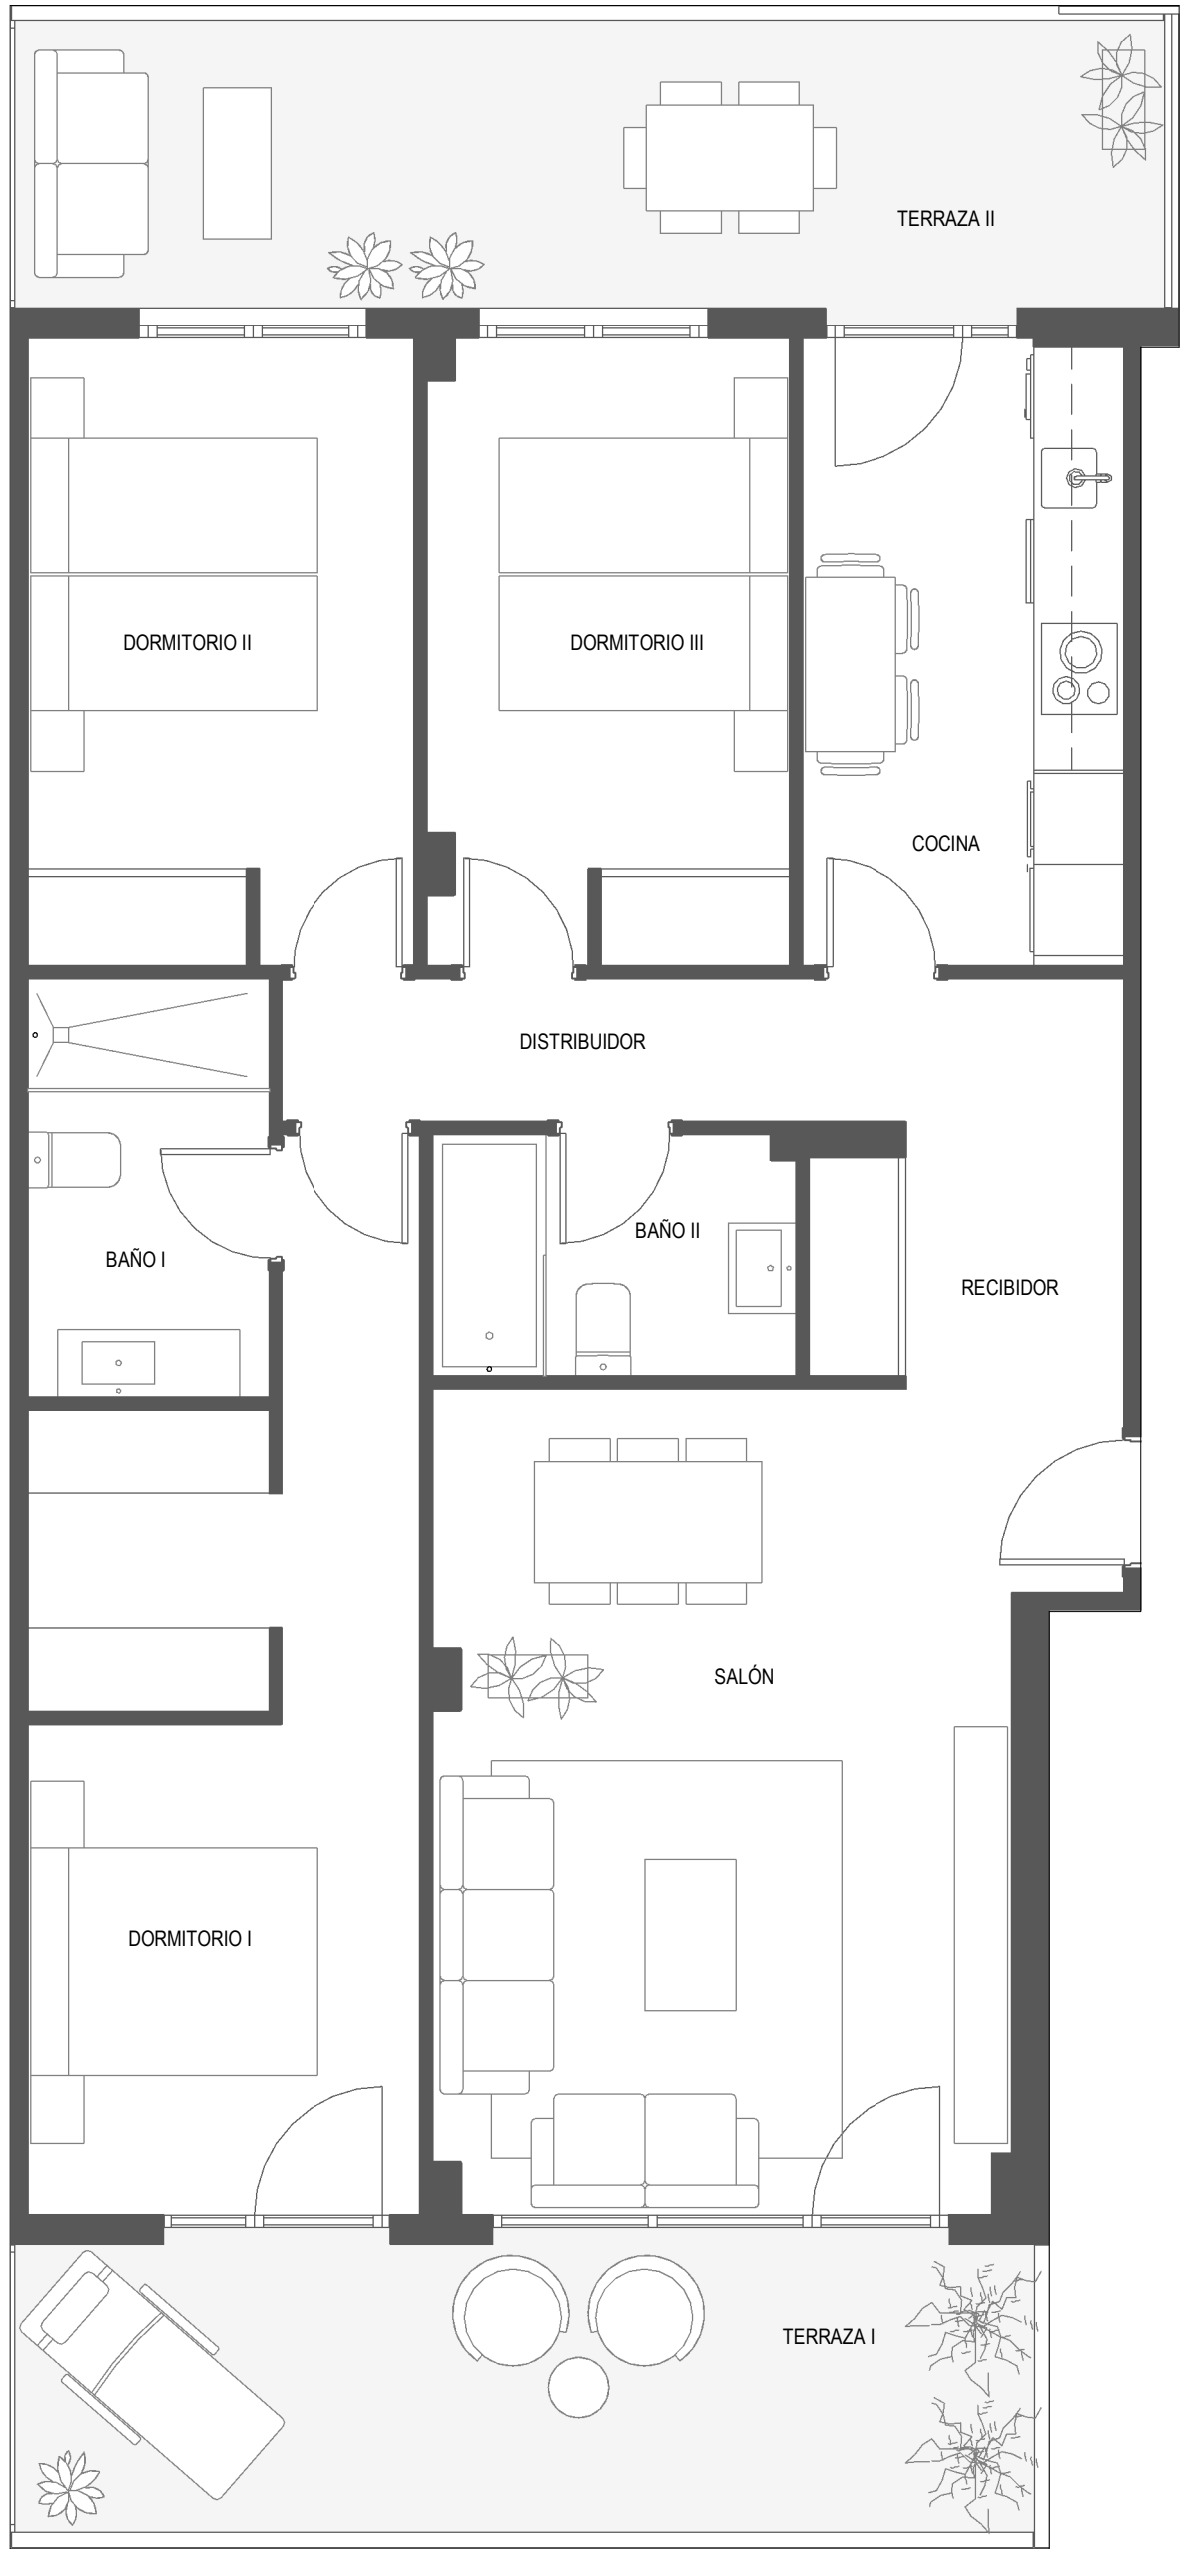 TERRAZA II
DORMITORIO II
DORMITORIO III
COCINA
DISTRIBUIDOR
BAÑO I
BAÑO II
RECIBIDOR
SALÓN
DORMITORIO I
TERRAZA I